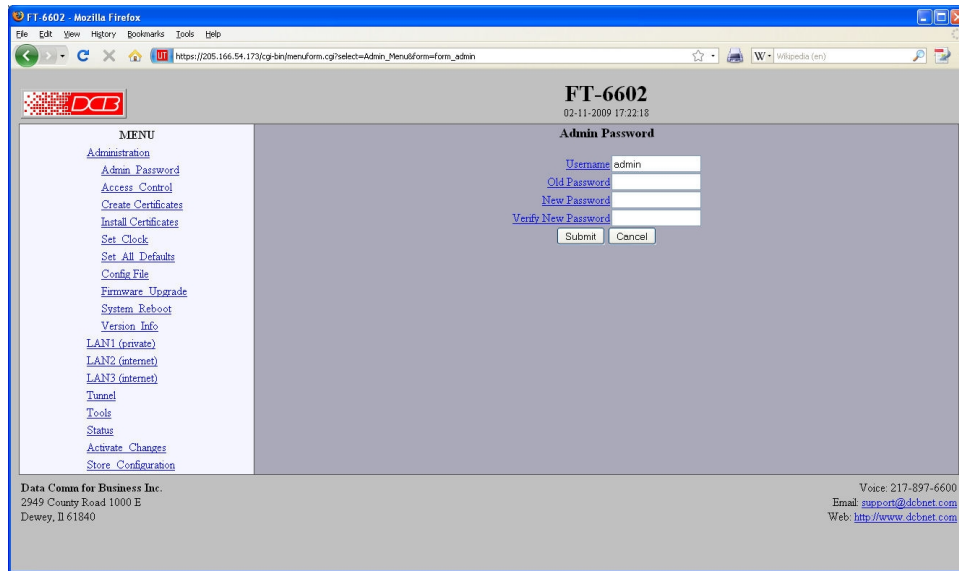 FT-6602 - Mozilla Firefox
File Edit View History Bookmarks Tools Help
https://205.166.54.173/cgi-bin/menuform.cgi?select=Admin_Menu&form=form_admin
W Wikipedia (en)
DCB
FT-6602
02-11-2009 17:22:18
MENU
Administration
Admin Password
Access Control
Create Certificates
Install Certificates
Set Clock
Set All Defaults
Config File
Firmware Upgrade
System Reboot
Version Info
LAN1 (private)
LAN2 (internet)
LAN3 (internet)
Tunnel
Tools
Status
Activate Changes
Store Configuration
Admin Password
Username admin
Old Password
New Password
Verify New Password
Submit Cancel
Data Comm for Business Inc.
2949 County Road 1000 E
Dewey, Il 61840
Voice: 217-897-6600
Email: support@dcbnet.com
Web: http://www.dcbnet.com